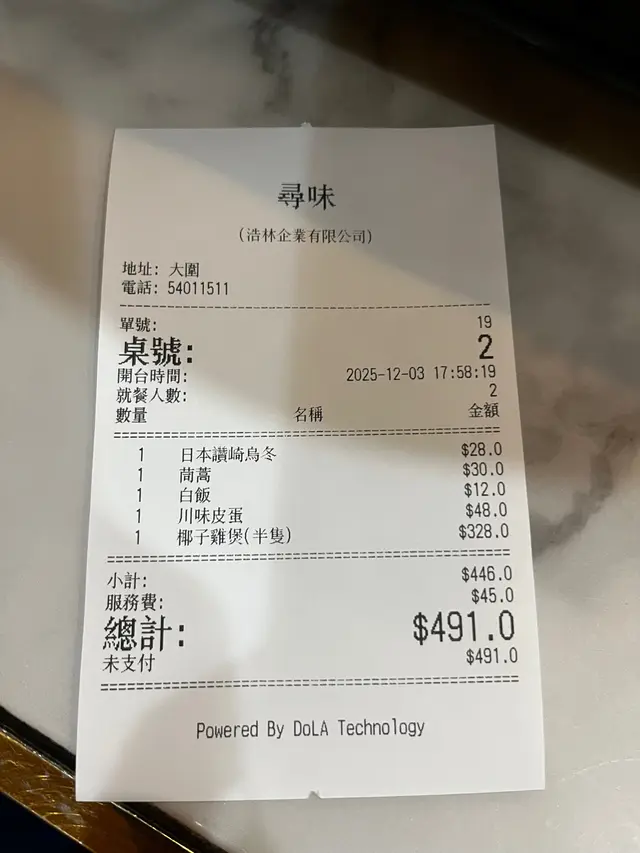 尋味
(浩林企業有限公司)
地址: 大圍
電話: 54011511
單號: 19
桌號: 2
開台時間: 2025-12-03 17:58:19
就餐人數: 2
數量 名稱 金額
1 日本讚崎烏冬 $28.0
1 茼蒿 $30.0
1 白飯 $12.0
1 川味皮蛋 $48.0
1 椰子雞煲(半隻) $328.0
小計: $446.0
服務費: $45.0
總計: $491.0
未支付 $491.0
Powered By DoLA Technology